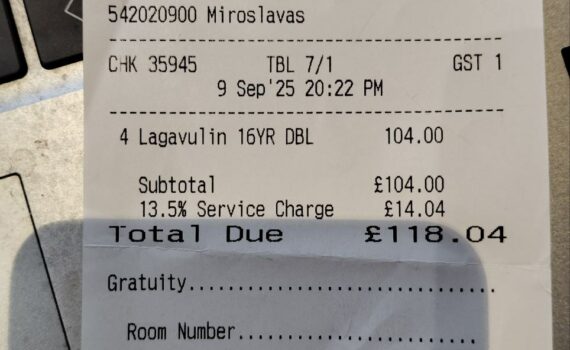 542020900 Miroslavas
CHK 35945 TBL 7/1 GST 1
9 Sep'25 20:22 PM
4 Lagavulin 16YR DBL 104.00
Subtotal £104.00
13.5% Service Charge £14.04
Total Due £118.04
Gratuity................................
Room Number.........................